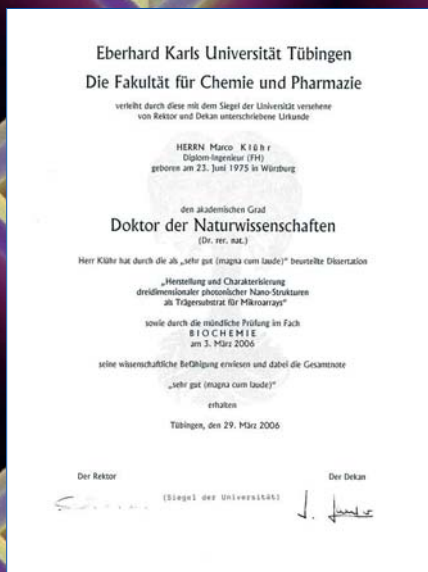 Eberhard Karls Universität Tübingen
Die Fakultät für Chemie und Pharmazie
verleiht durch diese mit dem Siegel der Universität versehene
von Rektor und Dekan unterschriebene Urkunde
HERRN Marco Klühr
Diplom-Ingenieur (FH)
geboren am 23. Juni 1975 in Würzburg
den akademischen Grad
Doktor der Naturwissenschaften
(Dr. rer. nat.)
Herr Klühr hat durch die als „sehr gut (magna cum laude)“ beurteilte Dissertation
„Herstellung und Charakterisierung
dreidimensionaler photonischer Nano-Strukturen
als Trägersubstrat für Mikroarrays“
sowie durch die mündliche Prüfung im Fach
BIOCHEMIE
am 3. März 2006
seine wissenschaftliche Befähigung erwiesen und dabei die Gesamtnote
„sehr gut (magna cum laude)“
erhalten
Tübingen, den 29. März 2006
Der Rektor Der Dekan
(Siegel der Universität)